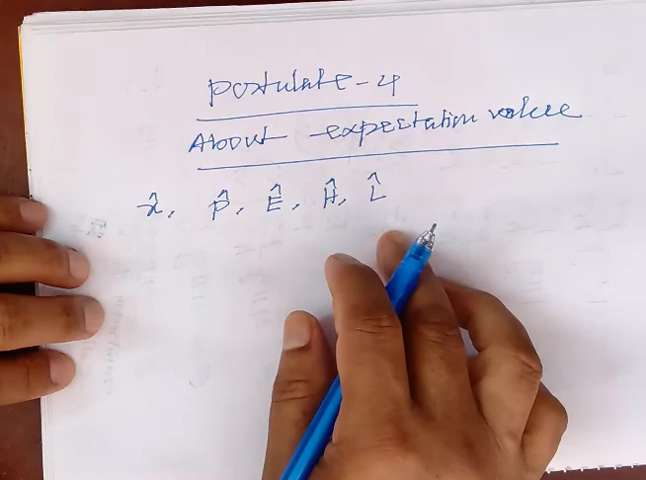 postulate-4
About expectation value
x̂, p̂, Ê, Ĥ, L̂